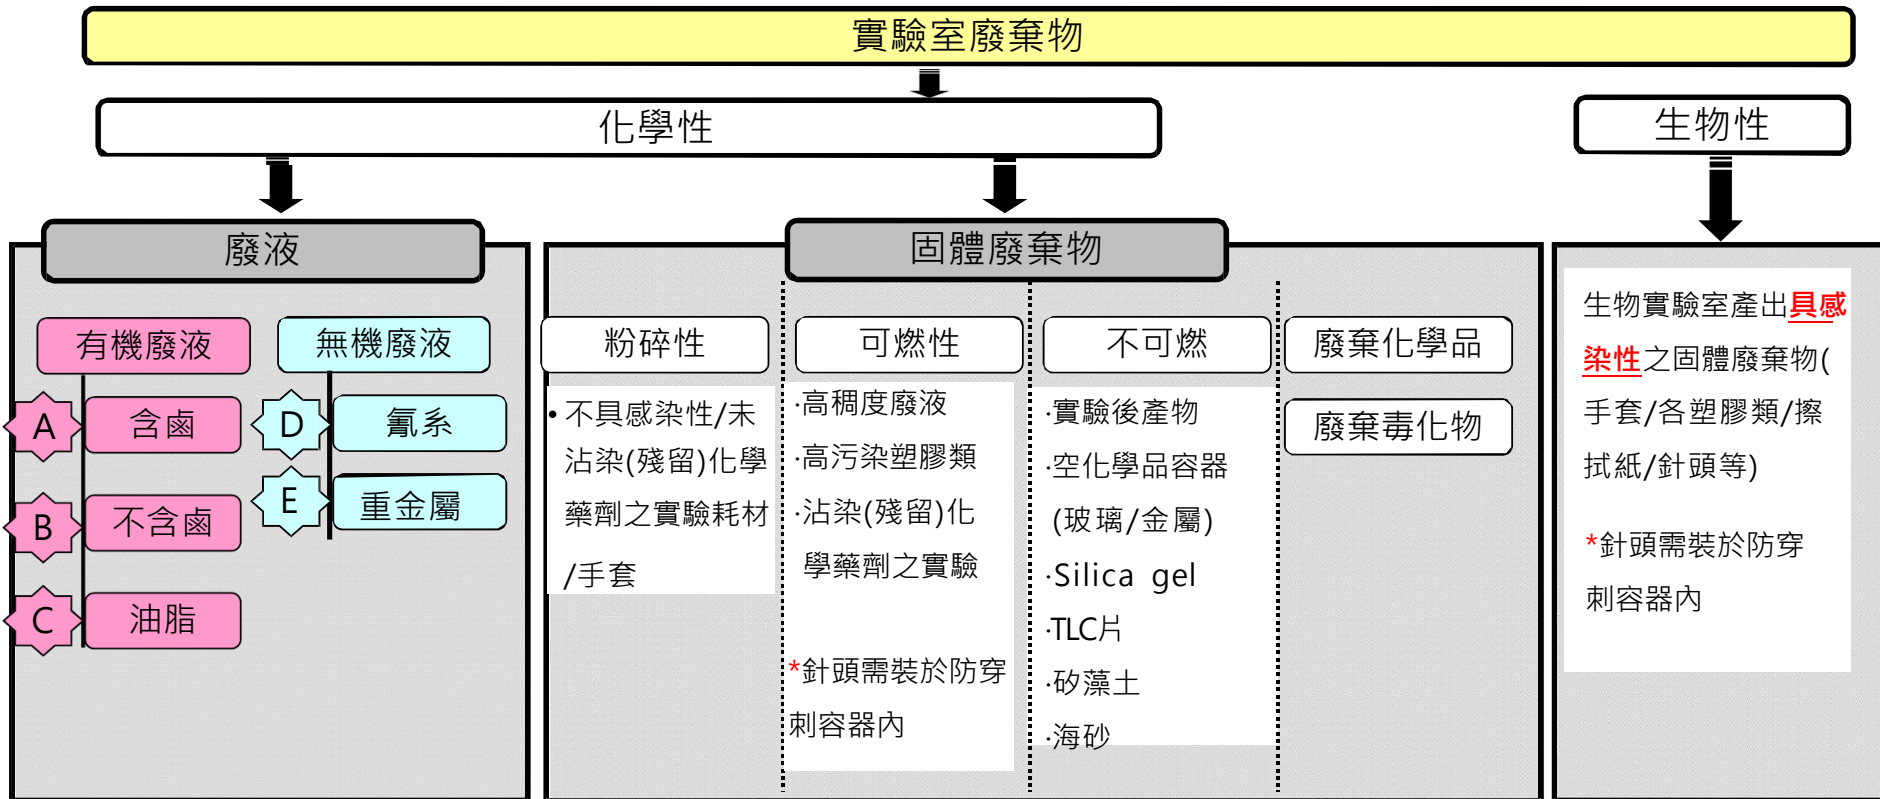 實驗室廢棄物
化學性
生物性
廢液
固體廢棄物
有機廢液
A
含鹵
B
不含鹵
C
油脂
無機廢液
D
氰系
E
重金屬
粉碎性
• 不具感染性/未
沾染(殘留)化學
藥劑之實驗耗材
/手套
可燃性
·高稠度廢液
·高污染塑膠類
·沾染(殘留)化
學藥劑之實驗
*針頭需裝於防穿
刺容器內
不可燃
·實驗後產物
·空化學品容器
(玻璃/金屬)
·Silica gel
·TLC片
·矽藻土
·海砂
廢棄化學品
廢棄毒化物
生物實驗室產出具感
染性之固體廢棄物(
手套/各塑膠類/擦
拭紙/針頭等)
*針頭需裝於防穿
刺容器內